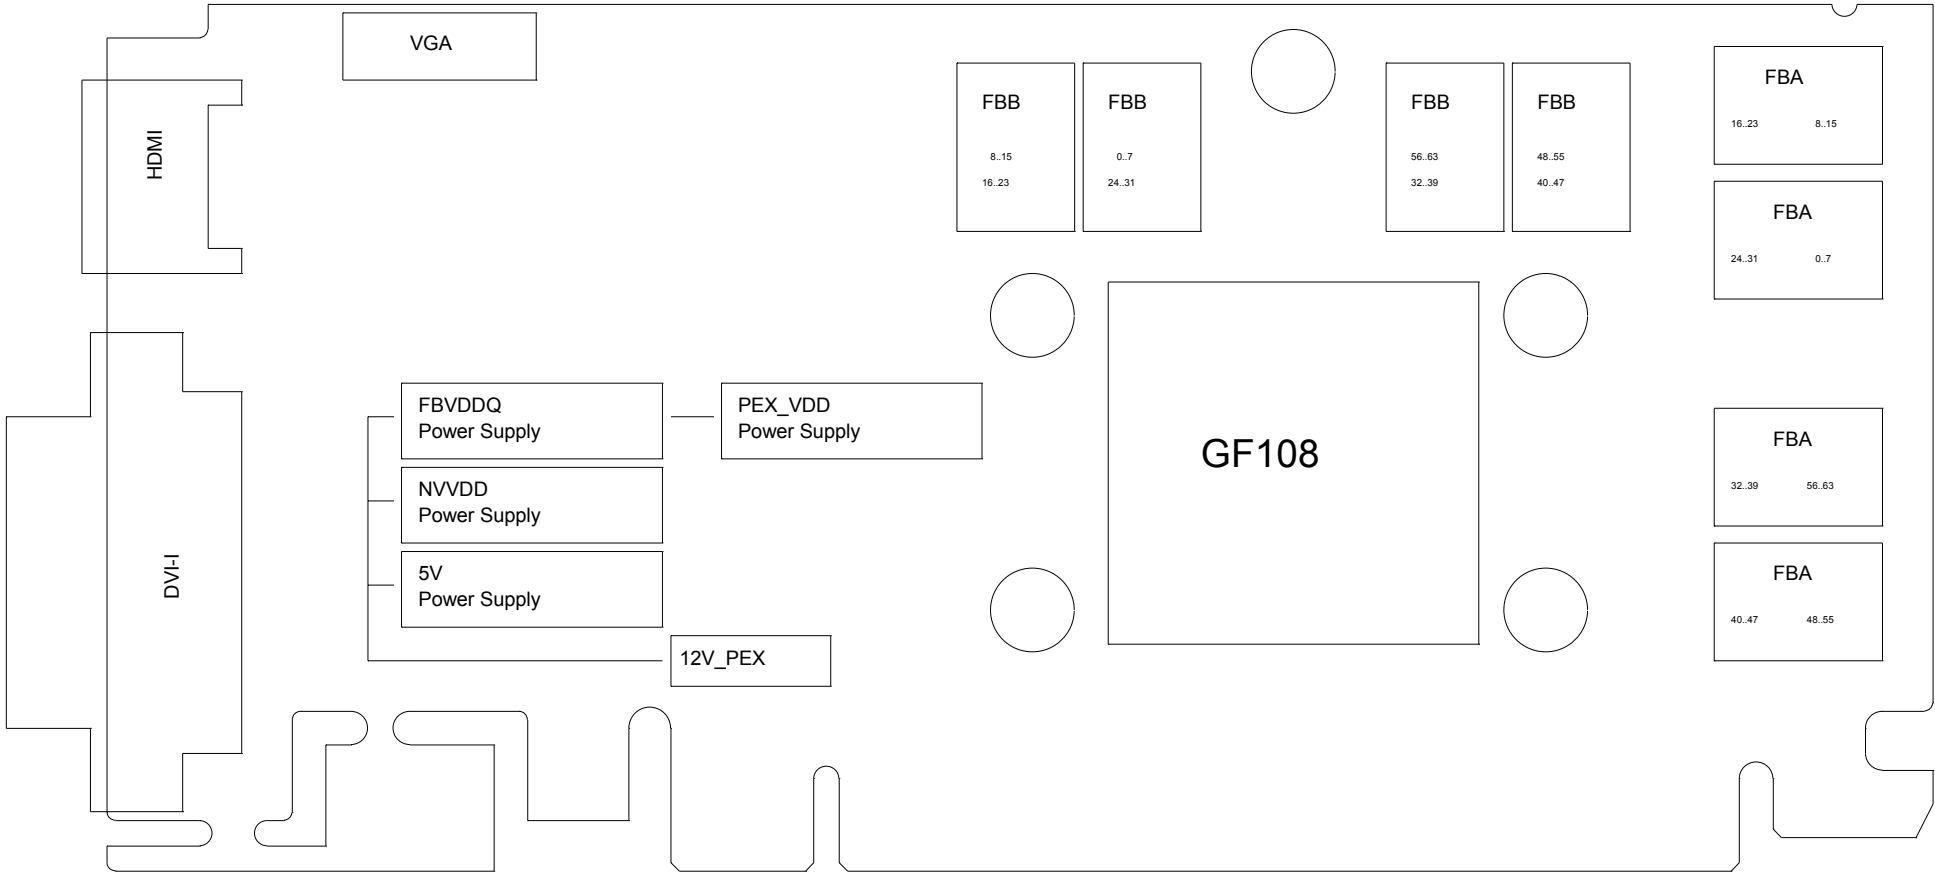 VGA
HDMI
FBB
8..15
16..23
FBB
0..7
24..31
FBB
56..63
32..39
FBB
48..55
40..47
FBA
16..23 8..15
FBA
24..31 0..7
FBVDDQ
Power Supply
PEX_VDD
Power Supply
NVVDD
Power Supply
5V
Power Supply
12V_PEX
DVI-I
GF108
FBA
32..39 56..63
FBA
40..47 48..55